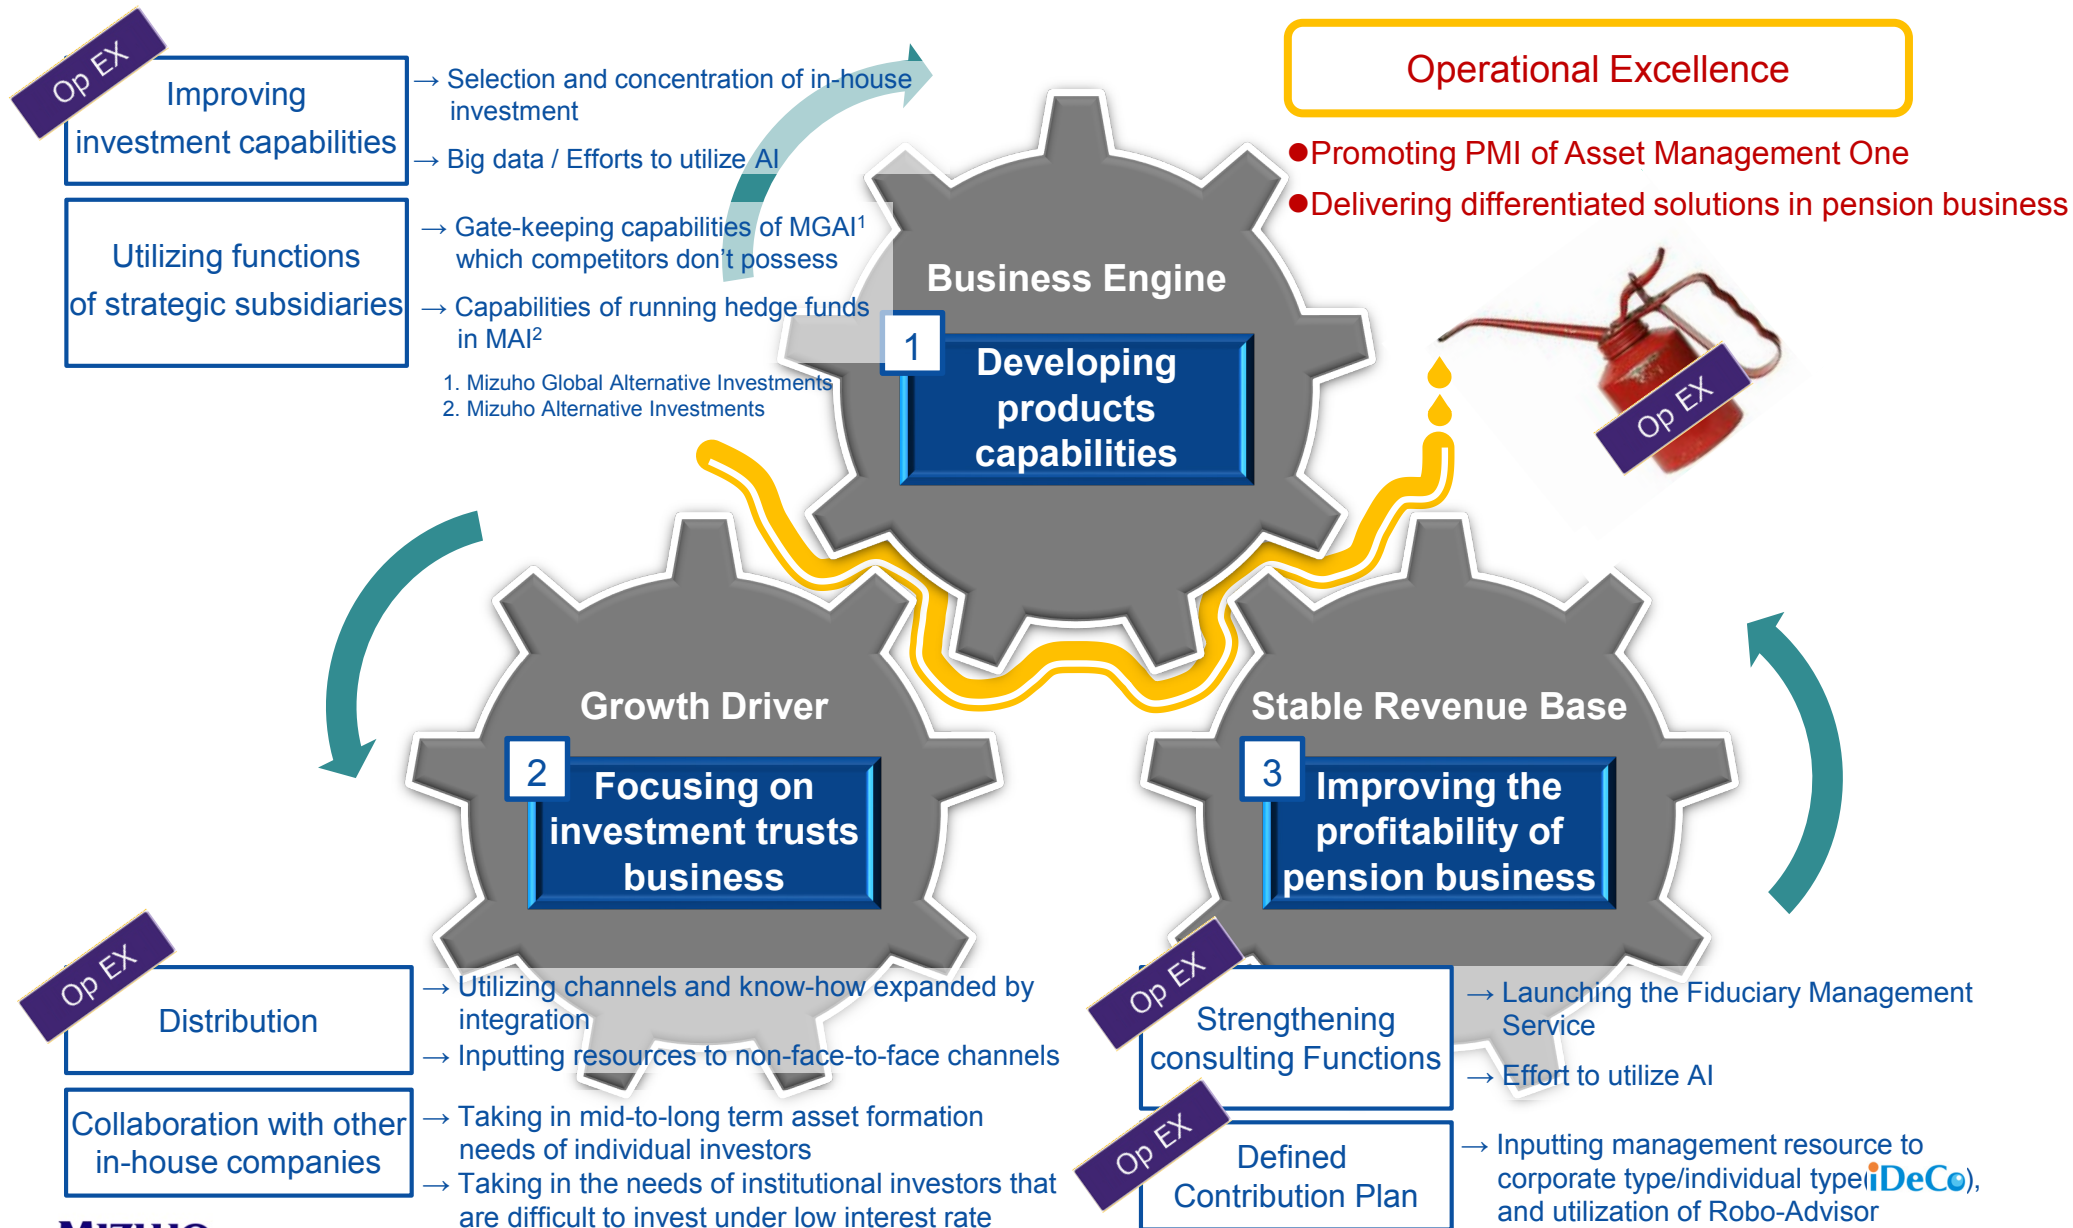 Op EX
Improving
investment capabilities
→ Selection and concentration of in-house
investment
→ Big data / Efforts to utilize AI
Utilizing functions
of strategic subsidiaries
→ Gate-keeping capabilities of MGAI1
which competitors don't possess
→ Capabilities of running hedge funds
in MAI2
1. Mizuho Global Alternative Investments
2. Mizuho Alternative Investments
Operational Excellence
●Promoting PMI of Asset Management One
●Delivering differentiated solutions in pension business
Op EX
Business Engine
1
Developing
products
capabilities
Growth Driver
2
Focusing on
investment trusts
business
Stable Revenue Base
3
Improving the
profitability of
pension business
Op EX
Distribution
→ Utilizing channels and know-how expanded by
integration
→ Inputting resources to non-face-to-face channels
Collaboration with other
in-house companies
→ Taking in mid-to-long term asset formation
needs of individual investors
→ Taking in the needs of institutional investors that
are difficult to invest under low interest rate
Op EX
Strengthening
consulting Functions
→ Launching the Fiduciary Management
Service
→ Effort to utilize AI
Op EX
Defined
Contribution Plan
→ Inputting management resource to
corporate type/individual type(iDeCo),
and utilization of Robo-Advisor
MIZUHO